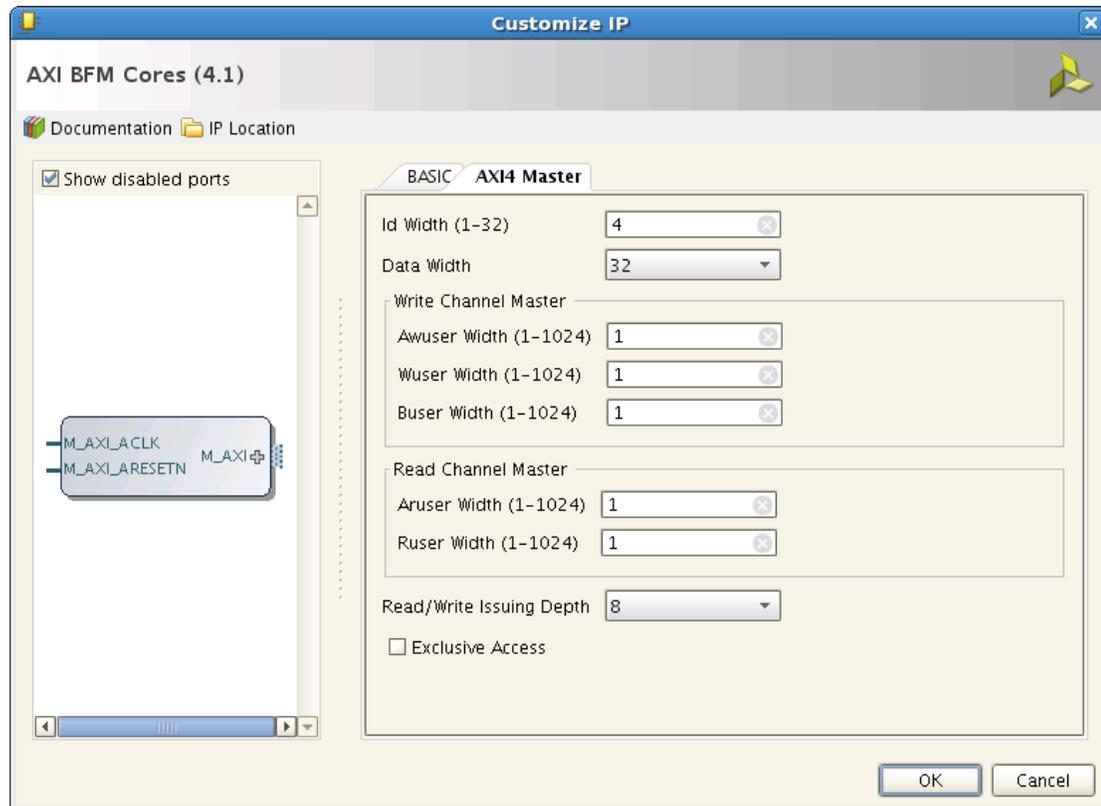 Customize IP
AXI BFM Cores (4.1)
Documentation IP Location
Show disabled ports
M_AXI_ACLK
M_AXI_ARESETN
M_AXI
BASIC AXI4 Master
Id Width (1-32) 4
Data Width 32
Write Channel Master
Awuser Width (1-1024) 1
Wuser Width (1-1024) 1
Buser Width (1-1024) 1
Read Channel Master
Aruser Width (1-1024) 1
Ruser Width (1-1024) 1
Read/Write Issuing Depth 8
Exclusive Access
OK Cancel